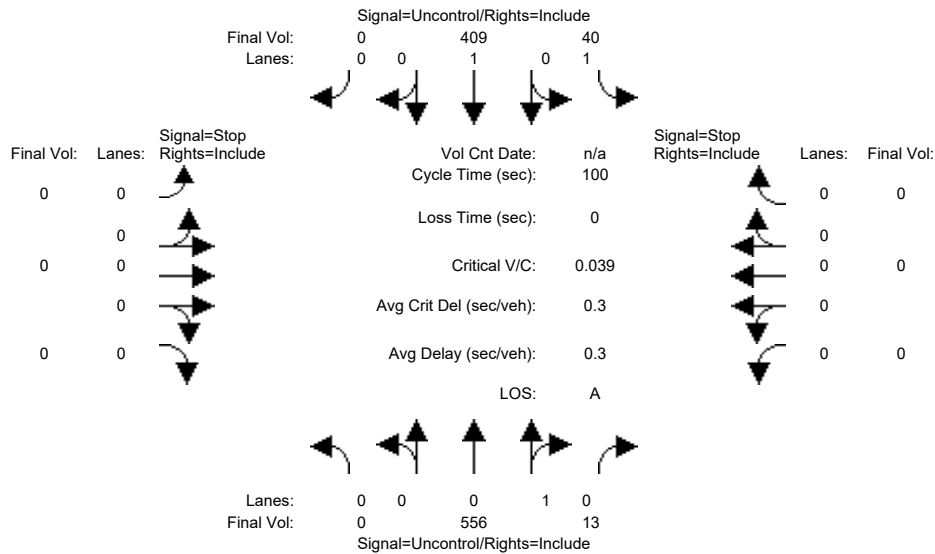 Signal=Uncontrol/Rights=Include
Final Vol: 0 409 40
Lanes: 0 0 1 0 1
Signal=Stop Signal=Stop
Final Vol: Lanes: Rights=Include Vol Cnt Date: n/a Rights=Include Lanes: Final Vol:
Cycle Time (sec): 100
0 0 0 0
Loss Time (sec): 0
0 0
0 0 Critical V/C: 0.039 0 0
0 Avg Crit Del (sec/veh): 0.3 0
0 0 Avg Delay (sec/veh): 0.3 0 0
LOS: A
Lanes: 0 0 0 1 0
Final Vol: 0 556 13
Signal=Uncontrol/Rights=Include